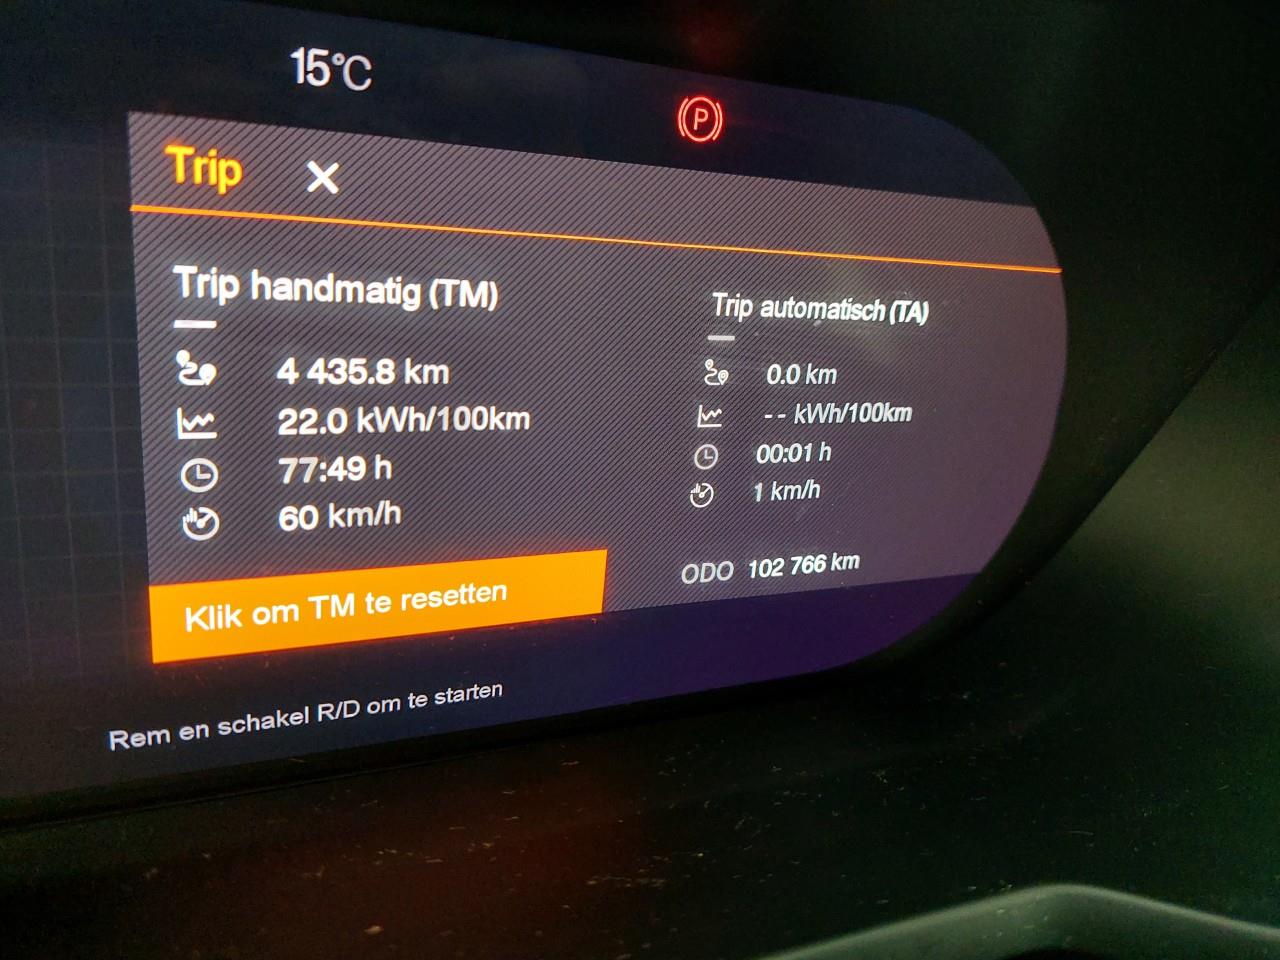 15°C
P
Trip ✕
Trip handmatig (TM)
4 435.8 km
22.0 kWh/100km
77:49 h
60 km/h
Klik om TM te resetten
Trip automatisch (TA)
0.0 km
-- kWh/100km
00:01 h
1 km/h
ODO 102 766 km
Rem en schakel R/D om te starten